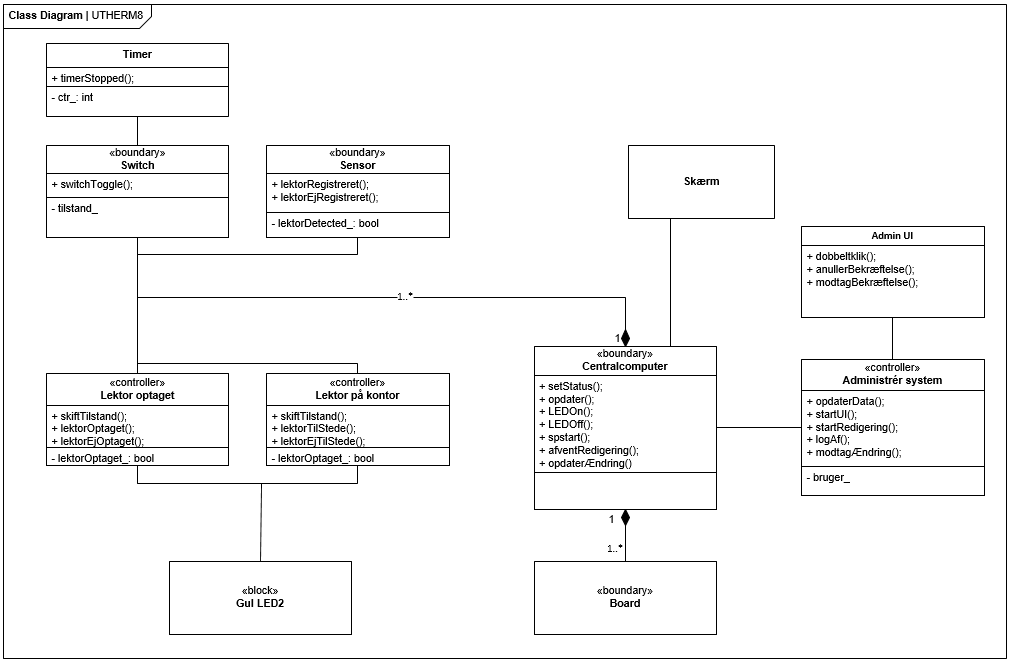 Class Diagram | UTHERM8
Timer
+ timerStopped();
- ctr_: int
«boundary»
Switch
+ switchToggle();
- tilstand_
«boundary»
Sensor
+ lektorRegistreret();
+ lektorEjRegistreret();
- lektorDetected_: bool
Skærm
Admin UI
+ dobbeltklik();
+ anullerBekræftelse();
+ modtagBekræftelse();
1..*
1
«controller»
Lektor optaget
+ skiftTilstand();
+ lektorOptaget();
+ lektorEjOptaget();
- lektorOptaget_: bool
«controller»
Lektor på kontor
+ skiftTilstand();
+ lektorTilStede();
+ lektorEjTilStede();
- lektorOptaget_: bool
«boundary»
Centralcomputer
+ setStatus();
+ opdater();
+ LEDOn();
+ LEDOff();
+ spstart();
+ afventRedigering();
+ opdaterÆndring()
«controller»
Administrér system
+ opdaterData();
+ startUI();
+ startRedigering();
+ logAf();
+ modtagÆndring();
- bruger_
1
1..*
«block»
Gul LED2
«boundary»
Board